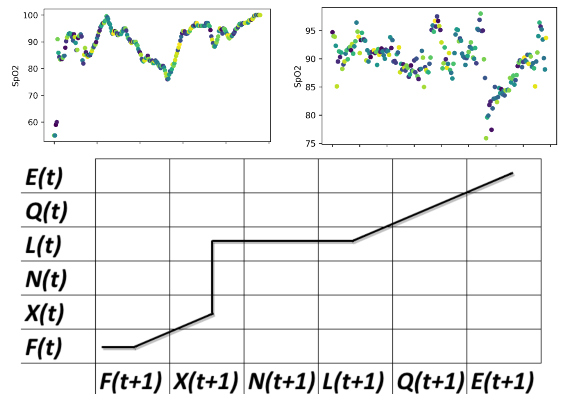 100
90
80
70
60
SpO2
95
90
85
80
75
SpO2
E(t)
Q(t)
L(t)
N(t)
X(t)
F(t)
F(t+1) X(t+1) N(t+1) L(t+1) Q(t+1) E(t+1)